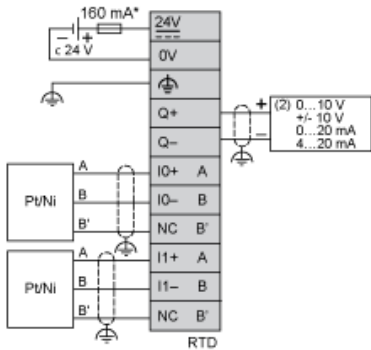 160 mA*
c 24 V
24V
0V
Q+
Q–
+ (2) 0...10 V
+/- 10 V
– 0...20 mA
4...20 mA
Pt/Ni
A
B
B'
I0+ A
I0– B
NC B'
Pt/Ni
A
B
B'
I1+ A
I1– B
NC B'
RTD